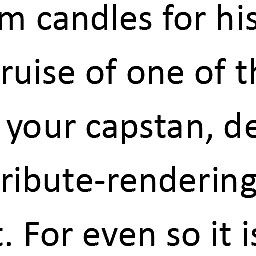 m candles for his
ruise of one of th
your capstan, de
ribute-rendering
t. For even so it is